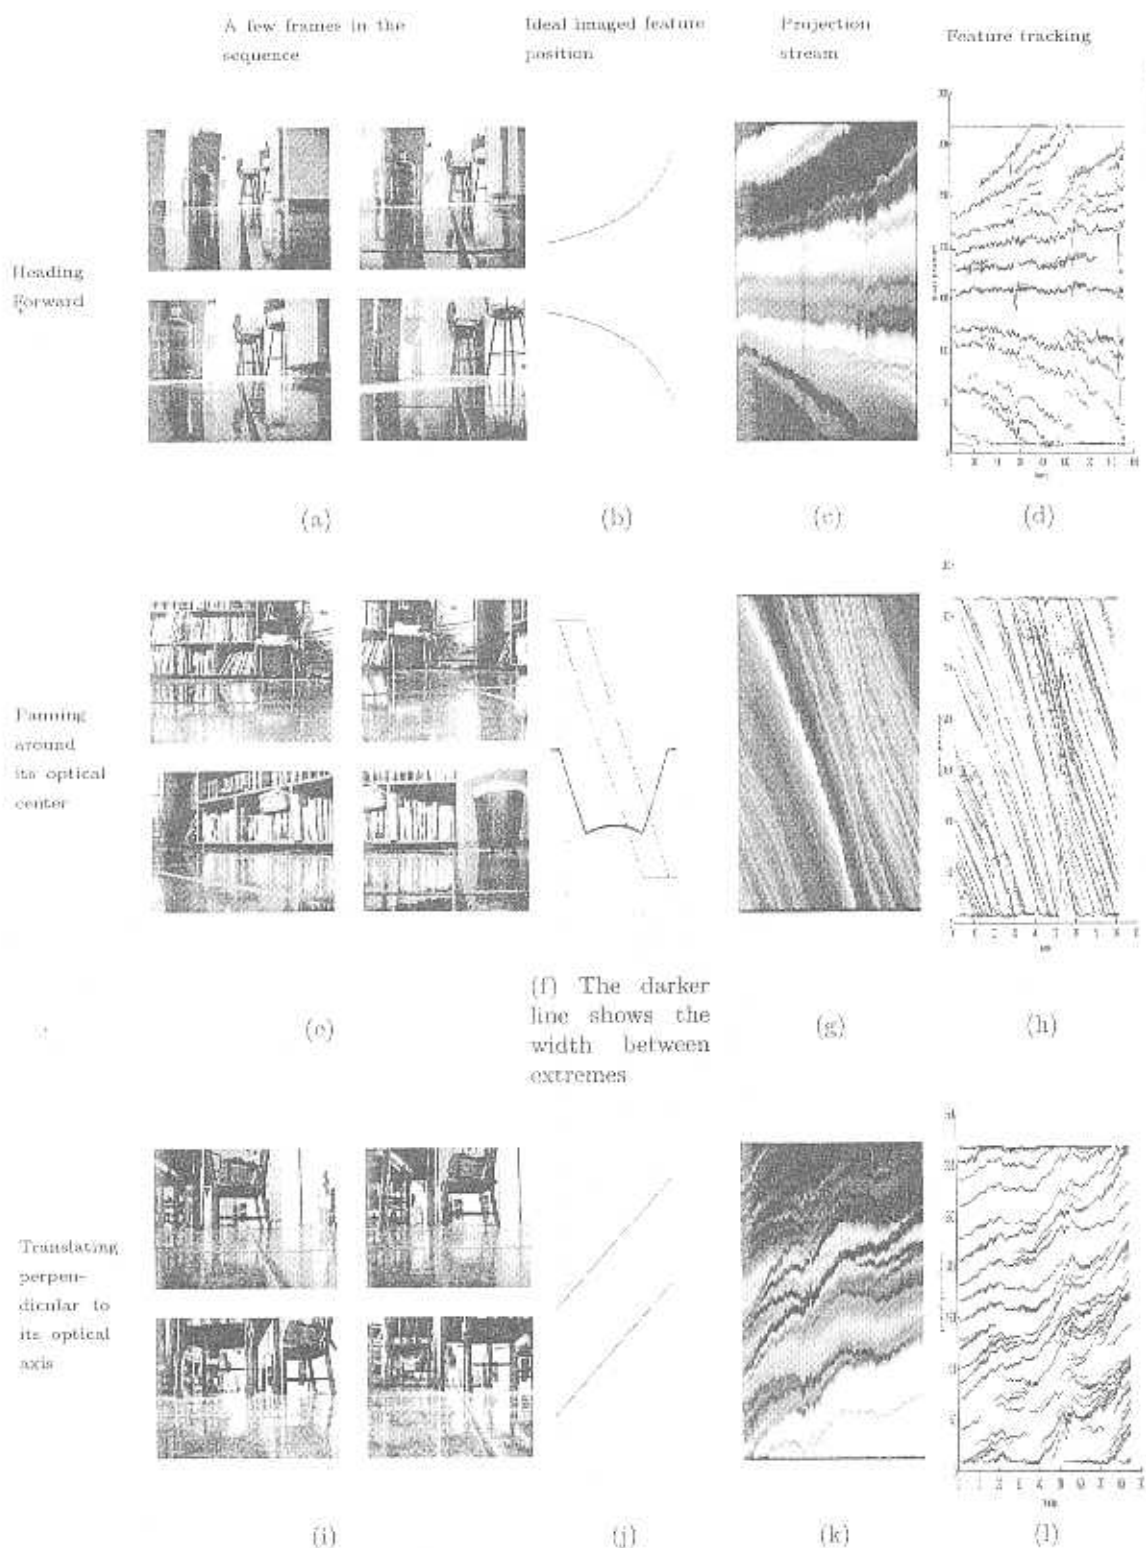 A few frames in the
sequence
Ideal imaged feature
position
Projection
stream
Feature tracking
Heading
Forward
(a)
(b)
(c)
(d)
Panning
around
its optical
center
(e)
(f) The darker
line shows the
width between
extremes
(g)
(h)
Translating
perpen-
dicular to
its optical
axis
(i)
(j)
(k)
(l)